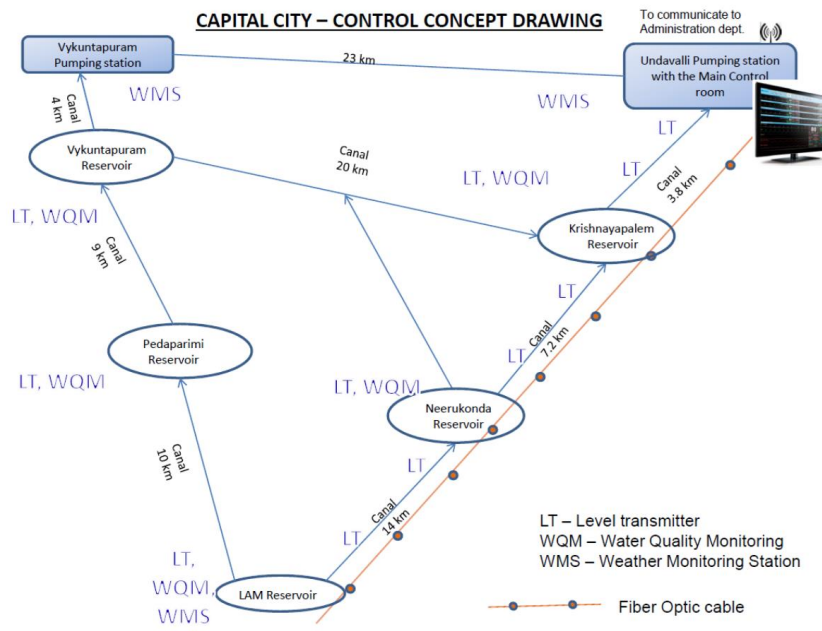 CAPITAL CITY – CONTROL CONCEPT DRAWING
To communicate to
Administration dept.
Vykuntapuram
Pumping station
23 km
Undavalli Pumping station
with the Main Control
room
Canal
4 km
WMS
WMS
LT
Vykuntapuram
Reservoir
Canal
20 km
LT
LT, WQM
Canal
3.8 km
LT, WQM
Krishnayapalem
Reservoir
Canal
9 km
LT
Pedaparimi
Reservoir
Canal
7.2 km
LT
LT, WQM
LT, WQM
Neerukonda
Reservoir
Canal
10 km
LT
Canal
14 km
LT
LT,
WQM,
WMS
LAM Reservoir
LT – Level transmitter
WQM – Water Quality Monitoring
WMS – Weather Monitoring Station
Fiber Optic cable